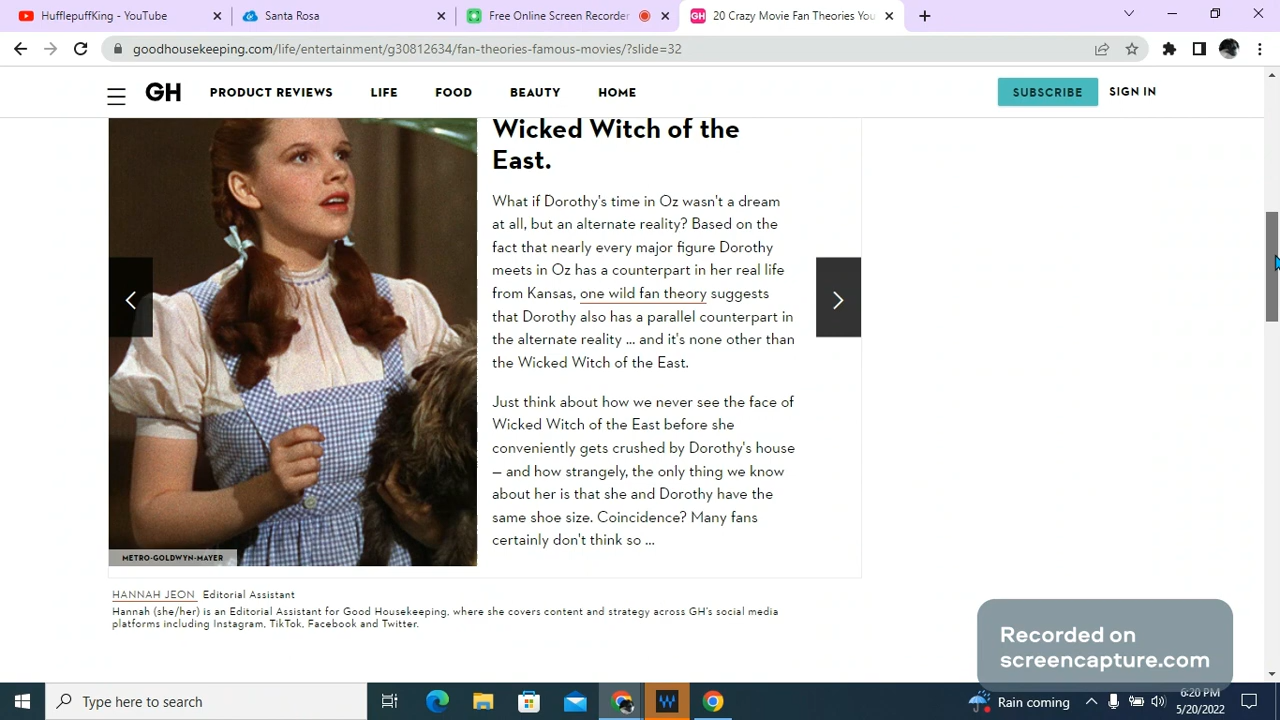 HufflepuffKing - YouTube
Santa Rosa
Free Online Screen Recorder
20 Crazy Movie Fan Theories You
goodhousekeeping.com/life/entertainment/g30812634/fan-theories-famous-movies/?slide=32
GH
PRODUCT REVIEWS
LIFE
FOOD
BEAUTY
HOME
SUBSCRIBE
SIGN IN
Wicked Witch of the
East.
What if Dorothy's time in Oz wasn't a dream
at all, but an alternate reality? Based on the
fact that nearly every major figure Dorothy
meets in Oz has a counterpart in her real life
from Kansas, one wild fan theory suggests
that Dorothy also has a parallel counterpart in
the alternate reality ... and it's none other than
the Wicked Witch of the East.
Just think about how we never see the face of
Wicked Witch of the East before she
conveniently gets crushed by Dorothy's house
– and how strangely, the only thing we know
about her is that she and Dorothy have the
same shoe size. Coincidence? Many fans
certainly don't think so ...
METRO-GOLDWYN-MAYER
HANNAH JEON Editorial Assistant
Hannah (she/her) is an Editorial Assistant for Good Housekeeping, where she covers content and strategy across GH's social media
platforms including Instagram, TikTok, Facebook and Twitter.
Recorded on
screencapture.com
Type here to search
Rain coming
6:20 PM
5/20/2022